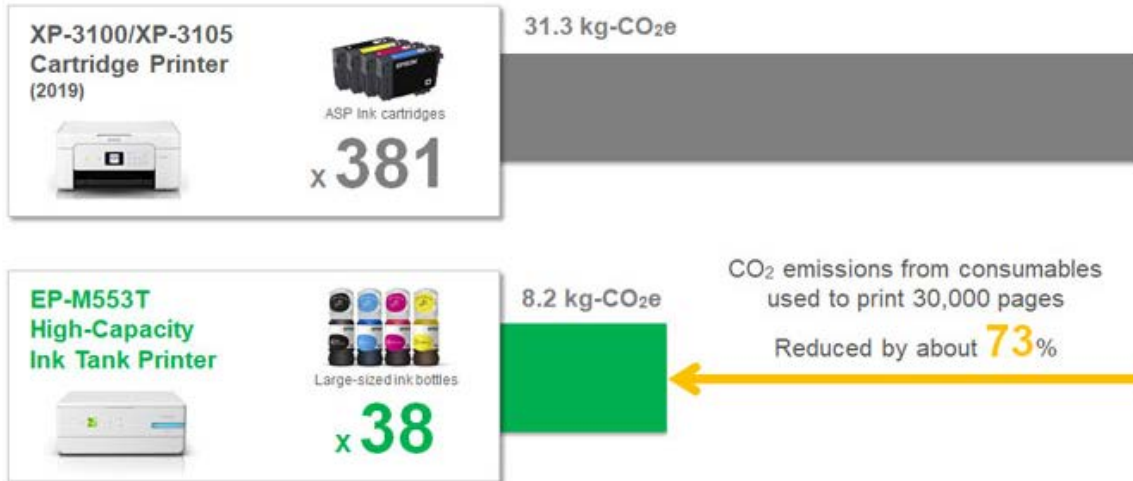 XP-3100/XP-3105
Cartridge Printer
(2019)
EPSON
ASP Ink cartridges
x 381
31.3 kg-CO₂e
EP-M553T
High-Capacity
Ink Tank Printer
Large-sized ink bottles
x 38
8.2 kg-CO₂e
CO₂ emissions from consumables
used to print 30,000 pages
Reduced by about 73%